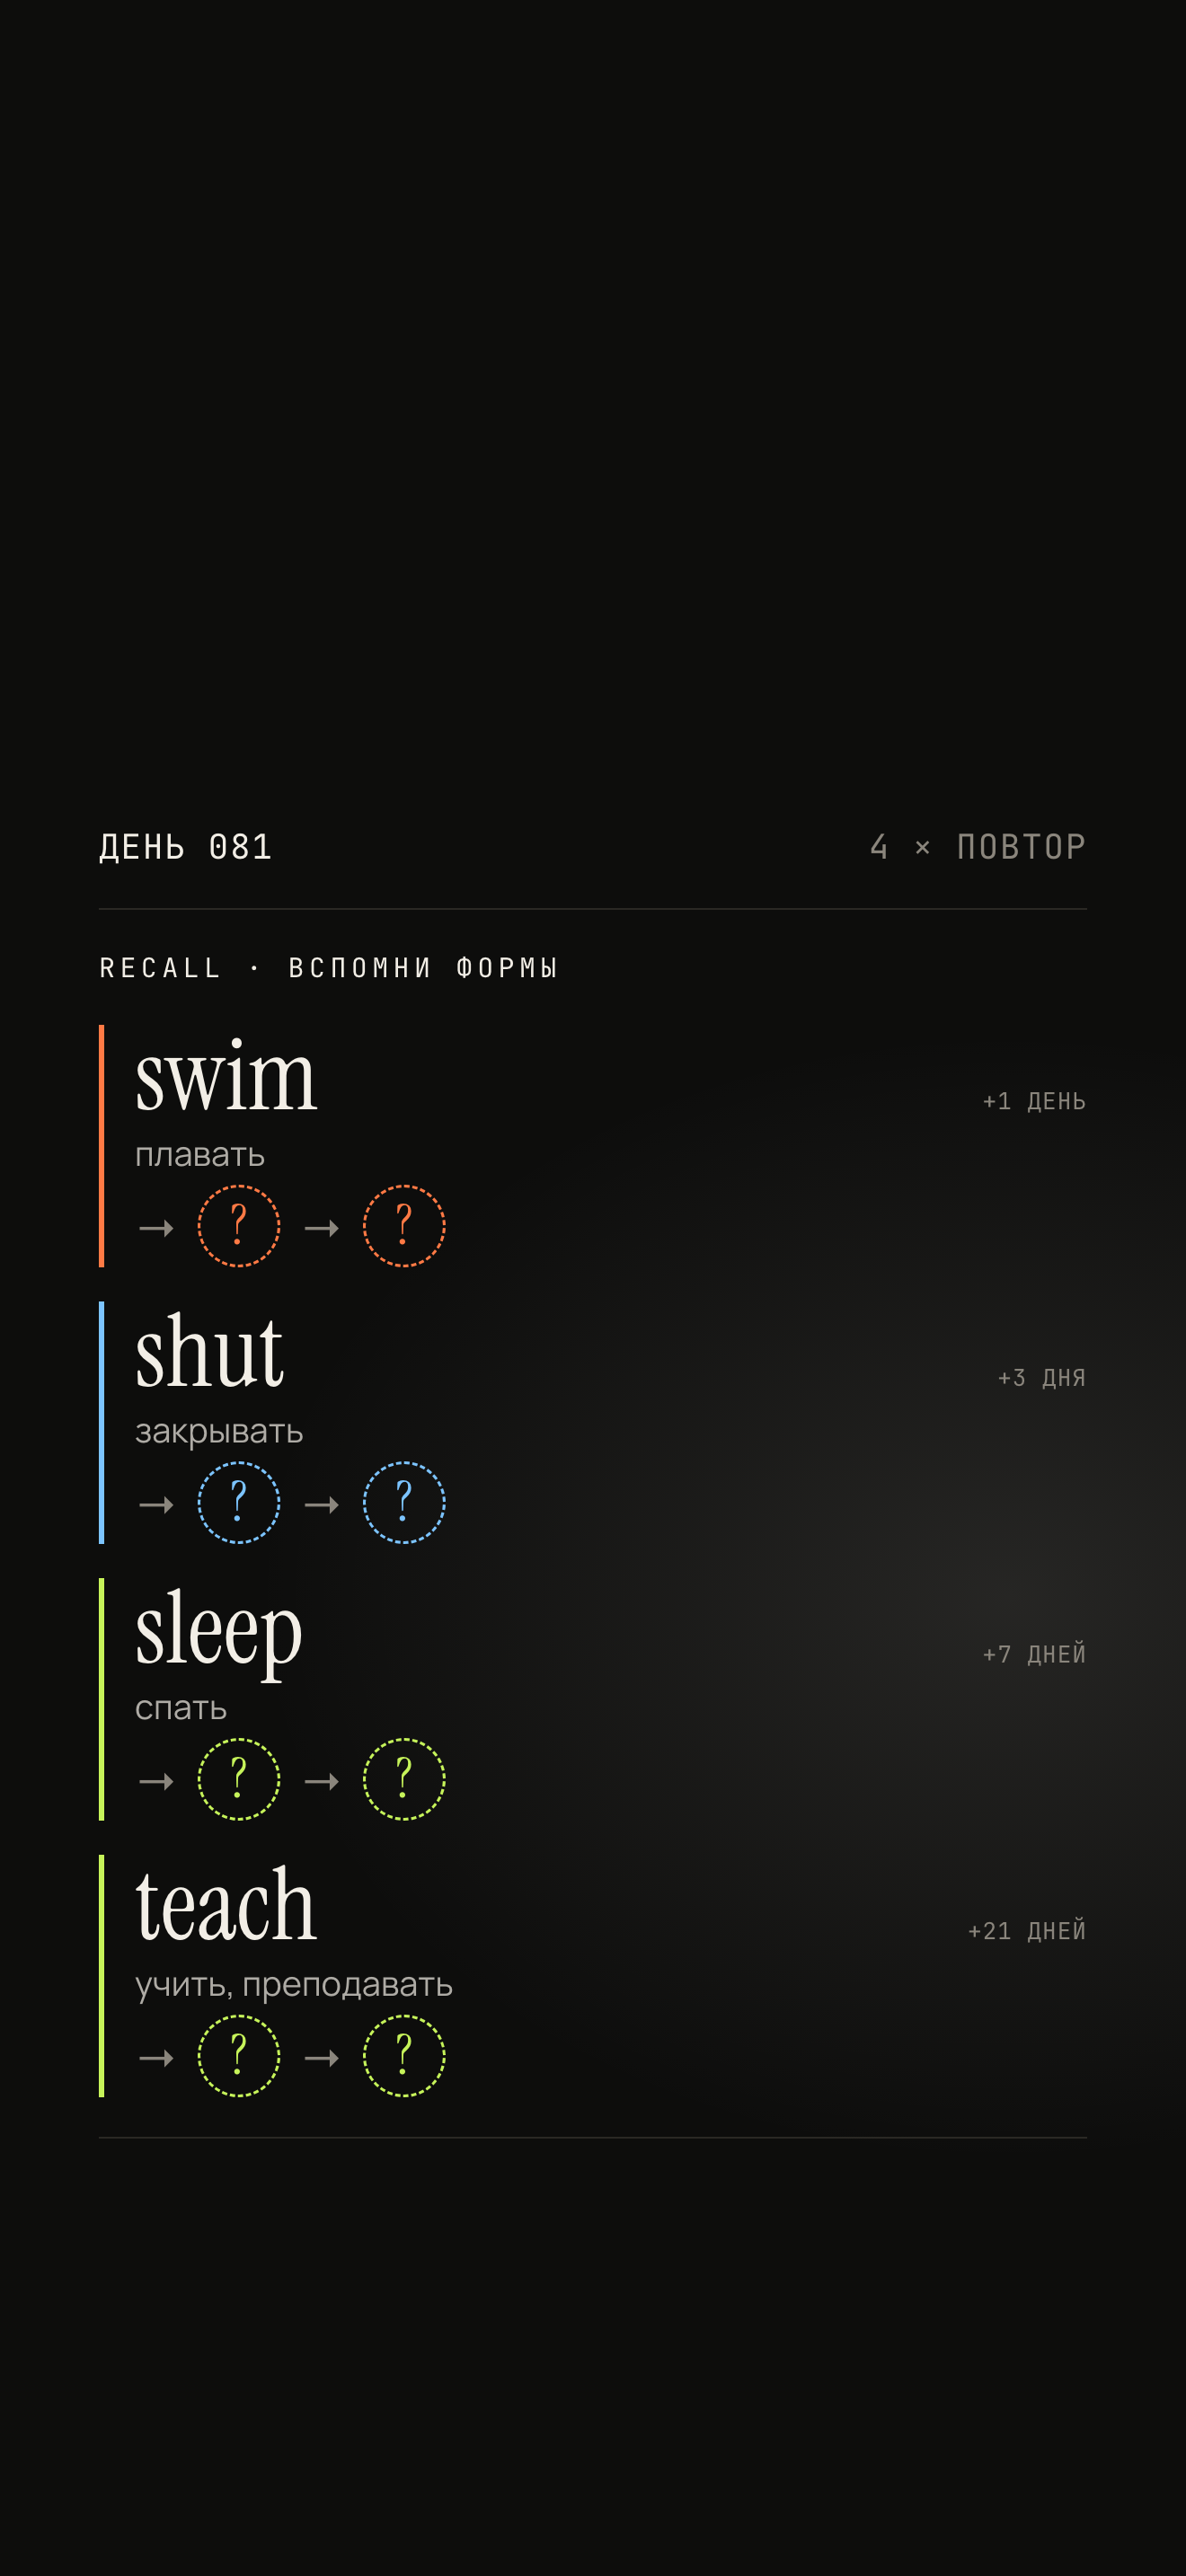 ДЕНЬ 081
4 × ПОВТОР
RECALL · ВСПОМНИ ФОРМЫ
swim
+1 ДЕНЬ
плавать
→ ? → ?
shut
+3 ДНЯ
закрывать
→ ? → ?
sleep
+7 ДНЕЙ
спать
→ ? → ?
teach
+21 ДНЕЙ
учить, преподавать
→ ? → ?